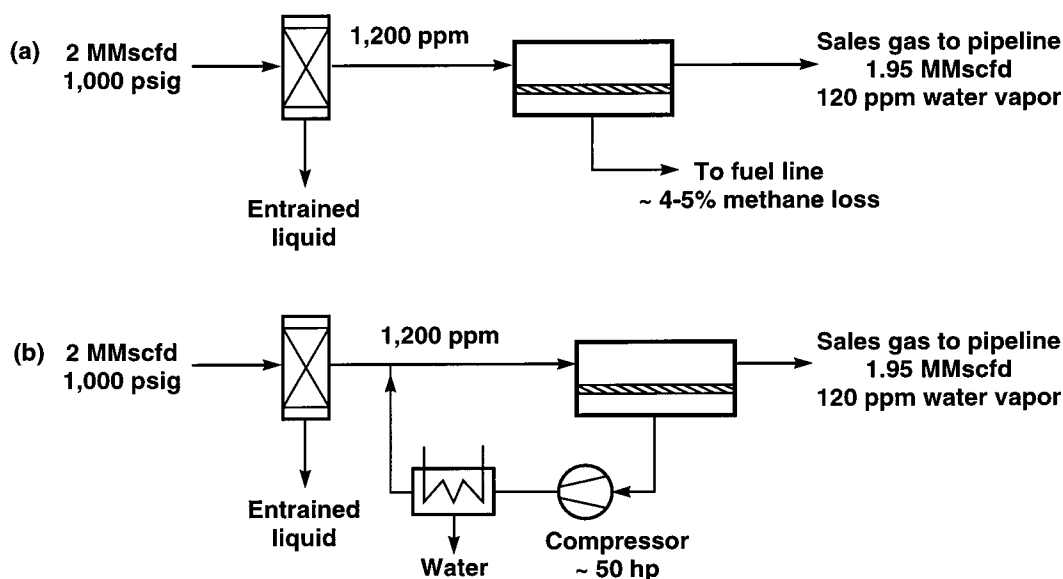 (a)
2 MMscfd
1,000 psig
1,200 ppm
Sales gas to pipeline
1.95 MMscfd
120 ppm water vapor
Entrained
liquid
To fuel line
~ 4-5% methane loss
(b)
2 MMscfd
1,000 psig
1,200 ppm
Sales gas to pipeline
1.95 MMscfd
120 ppm water vapor
Entrained
liquid
Water
Compressor
~ 50 hp